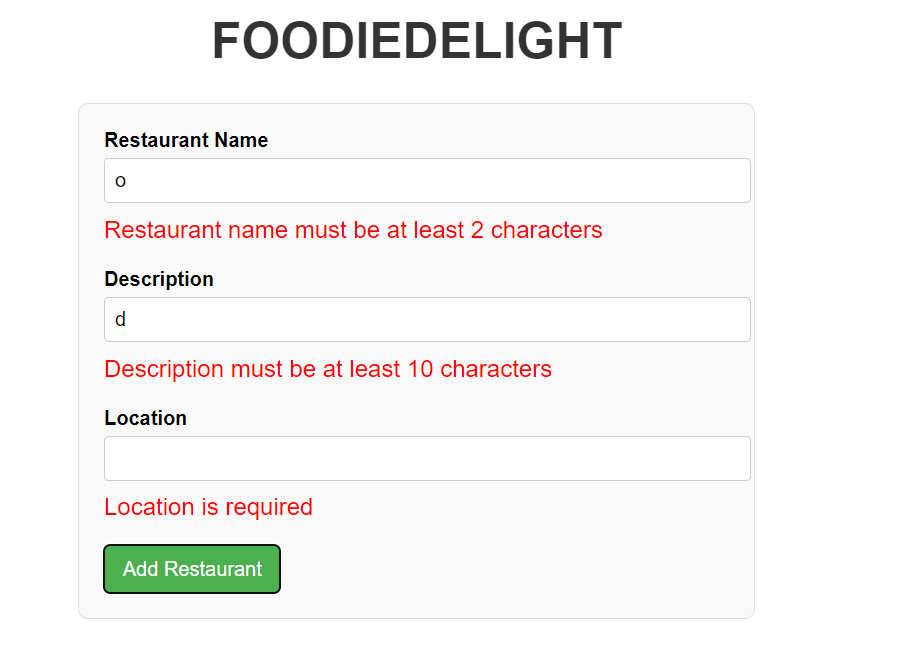 FOODIEDELIGHT
Restaurant Name
o
Restaurant name must be at least 2 characters
Description
d
Description must be at least 10 characters
Location
Location is required
Add Restaurant